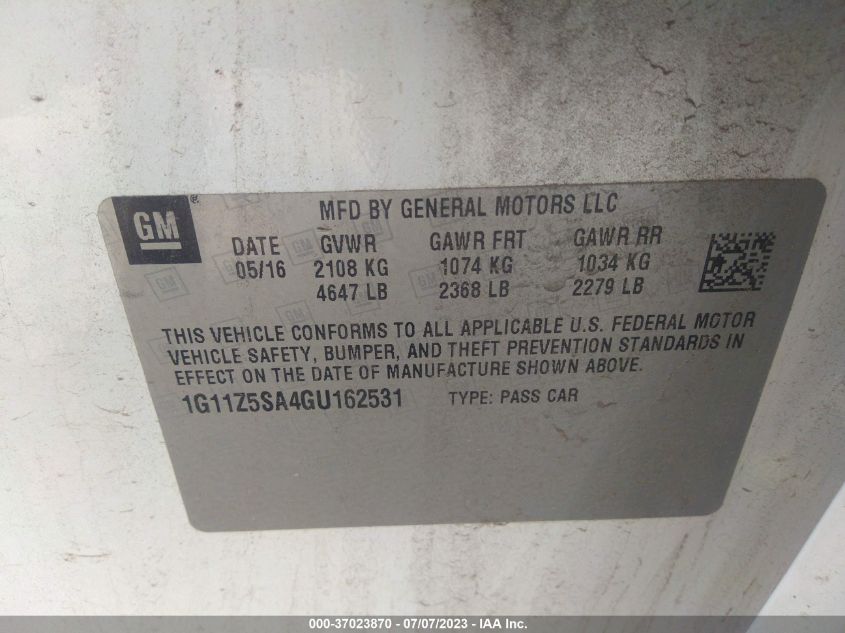 GM ®
MFD BY GENERAL MOTORS LLC
DATE GVWR GAWR FRT GAWR RR
05/16 2108 KG 1074 KG 1034 KG
4647 LB 2368 LB 2279 LB
THIS VEHICLE CONFORMS TO ALL APPLICABLE U.S. FEDERAL MOTOR
VEHICLE SAFETY, BUMPER, AND THEFT PREVENTION STANDARDS IN
EFFECT ON THE DATE OF MANUFACTURE SHOWN ABOVE.
1G11Z5SA4GU162531 TYPE: PASS CAR
000-37023870 - 07/07/2023 - IAA Inc.